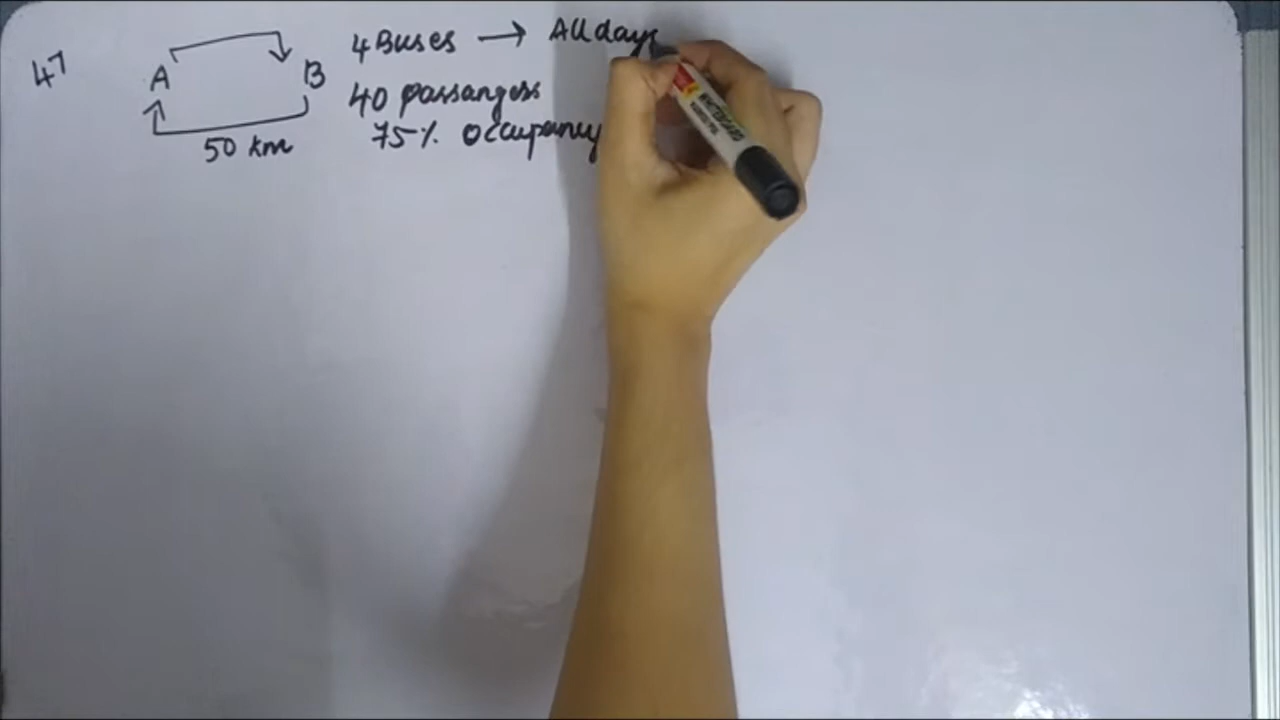 47
A B
50 km
4 Buses → All days
40 passangers
75% occupancy